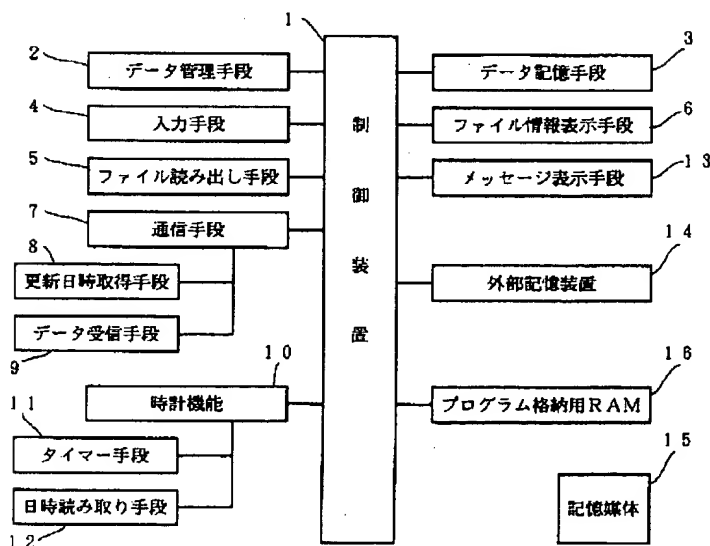 1
2
データ管理手段
4
入力手段
5
ファイル読み出し手段
7
通信手段
8
更新日時取得手段
データ受信手段
9
10
時計機能
11
タイマー手段
日時読み取り手段
12
制御装置
3
データ記憶手段
6
ファイル情報表示手段
13
メッセージ表示手段
14
外部記憶装置
16
プログラム格納用RAM
15
記憶媒体